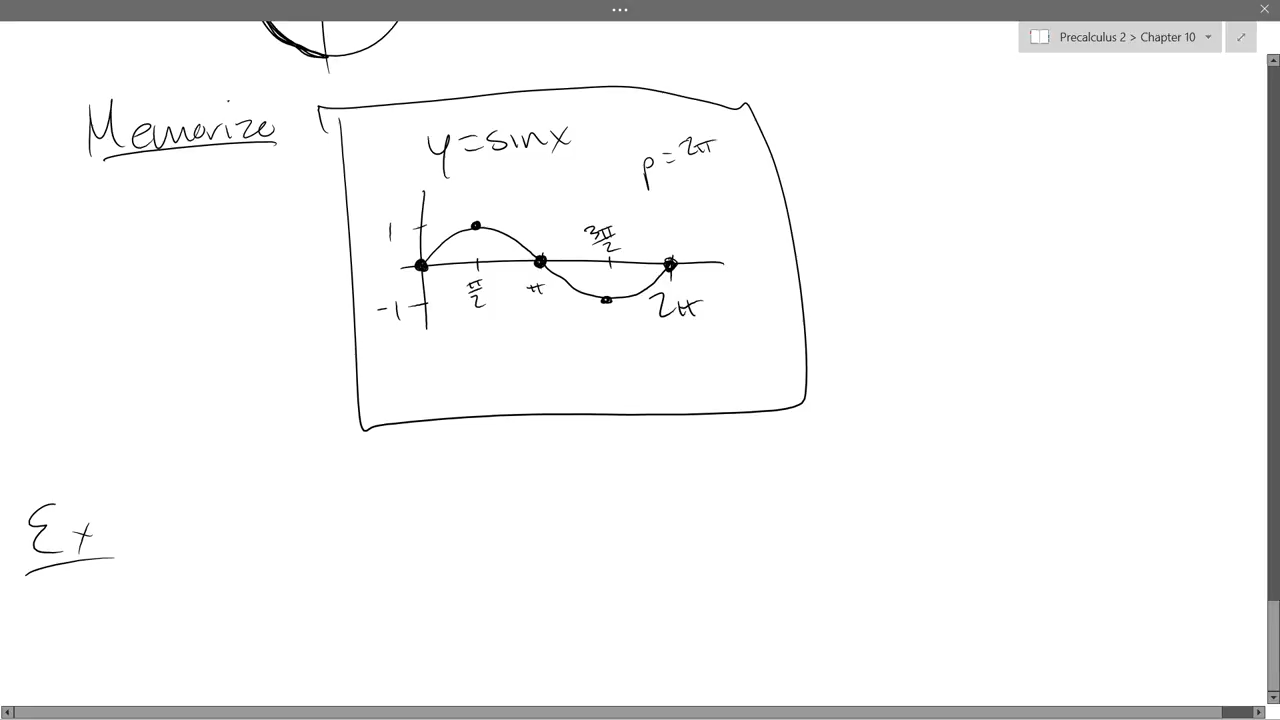 Precalculus 2 > Chapter 10
Memorize
y=sinx
p=2π
1
3π/2
π/2
π
-1
2π
Ex